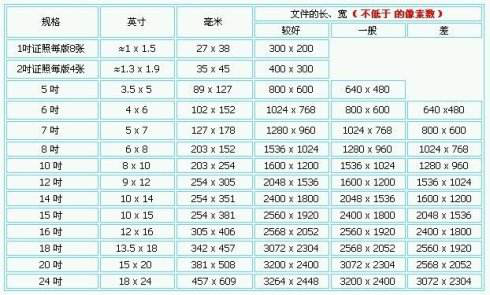 规格 英寸 毫米 文件的长、宽（不低于 的像素数）
较好 一般 差
1吋证照每版8张 ≈1 x 1.5 27 x 38 300 x 200
2吋证照每版4张 ≈1.3 x 1.9 35 x 45 400 x 300
5 吋 3.5 x 5 89 x 127 800 x 600 640 x 480
6 吋 4 x 6 102 x 152 1024 x 768 800 x 600 640 x480
7 吋 5 x 7 127 x 178 1280 x 960 1024 x 768 800 x 600
8 吋 6 x 8 203 x 152 1536 x 1024 1280 x 960 1024 x 768
10 吋 8 x 10 203 x 254 1600 x 1200 1536 x 1024 1280 x 960
12 吋 9 x 12 254 x 305 2048 x 1536 1600 x 1200 1536 x 1024
14 吋 10 x 14 254 x 351 2400 x 1800 2048 x 1536 1600 x 1200
15 吋 10 x 15 254 x 381 2560 x 1920 2400 x 1800 2048 x 1536
16 吋 12 x 16 305 x 406 2568 x 2052 2560 x 1920 2400 x 1800
18 吋 13.5 x 18 342 x 457 3072 x 2304 2568 x 2052 2560 x 1920
20 吋 15 x 20 381 x 508 3200 x 2400 3072 x 2304 2568 x 2052
24 吋 18 x 24 457 x 609 3264 x 2448 3200 x 2400 3072 x 2304